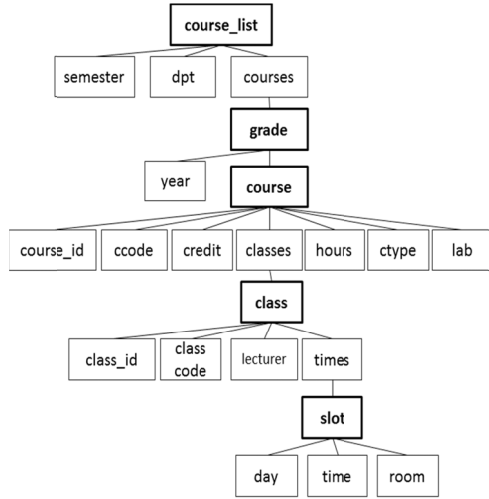 course_list
semester
dpt
courses
grade
year
course
course_id
ccode
credit
classes
hours
ctype
lab
class
class_id
class
code
lecturer
times
slot
day
time
room